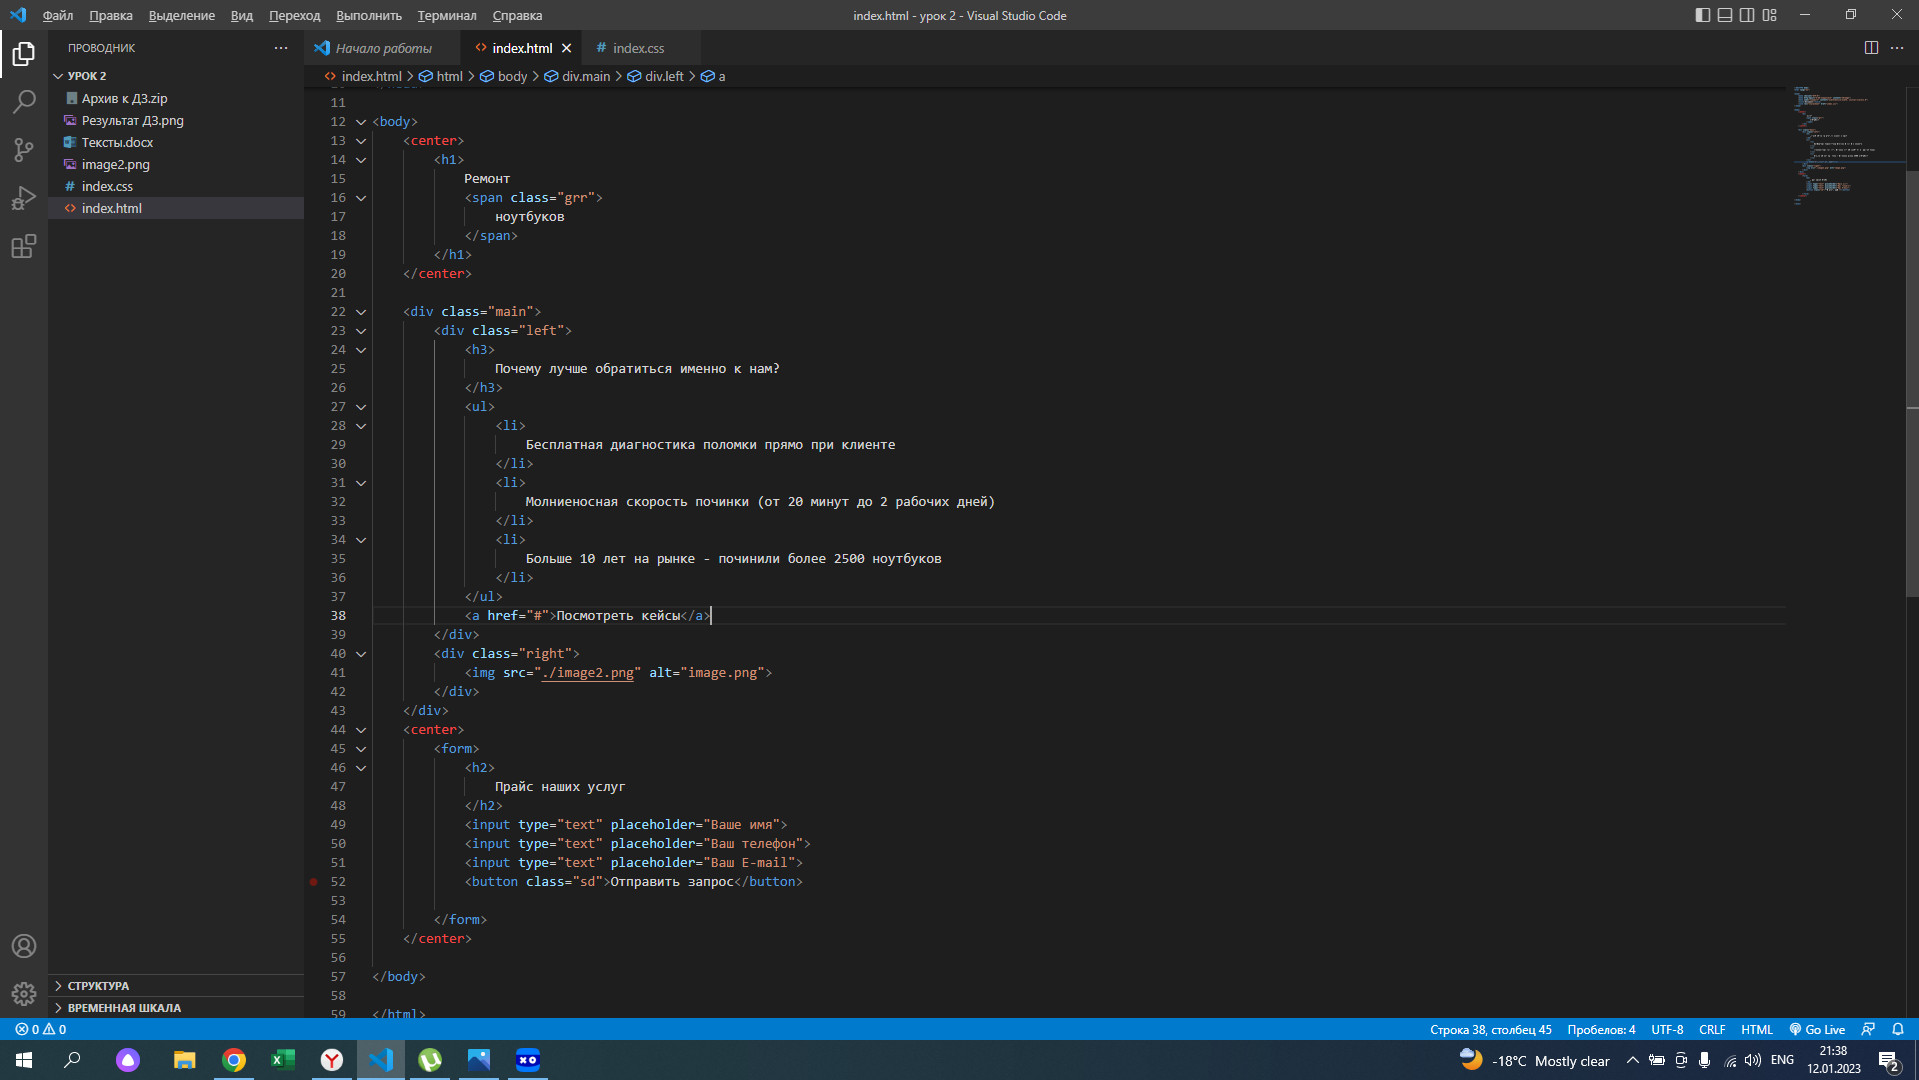 Файл Правка Выделение Вид Переход Выполнить Терминал Справка
index.html - урок 2 - Visual Studio Code
ПРОВОДНИК
УРОК 2
Архив к ДЗ.zip
Результат ДЗ.png
Тексты.docx
image2.png
index.css
index.html
СТРУКТУРА
ВРЕМЕННАЯ ШКАЛА
Начало работы
index.html
index.css
index.html > html > body > div.main > div.left > a
11
12 <body>
13 <center>
14 <h1>
15 Ремонт
16 <span class="grr">
17 ноутбуков
18 </span>
19 </h1>
20 </center>
21
22 <div class="main">
23 <div class="left">
24 <h3>
25 Почему лучше обратиться именно к нам?
26 </h3>
27 <ul>
28 <li>
29 Бесплатная диагностика поломки прямо при клиенте
30 </li>
31 <li>
32 Молниеносная скорость починки (от 20 минут до 2 рабочих дней)
33 </li>
34 <li>
35 Больше 10 лет на рынке - починили более 2500 ноутбуков
36 </li>
37 </ul>
38 <a href="#">Посмотреть кейсы</a>
39 </div>
40 <div class="right">
41 <img src="./image2.png" alt="image.png">
42 </div>
43 </div>
44 <center>
45 <form>
46 <h2>
47 Прайс наших услуг
48 </h2>
49 <input type="text" placeholder="Ваше имя">
50 <input type="text" placeholder="Ваш телефон">
51 <input type="text" placeholder="Ваш E-mail">
52 <button class="sd">Отправить запрос</button>
53
54 </form>
55 </center>
56
57 </body>
58
59 </html>
0 0
Строка 38, столбец 45 Пробелов: 4 UTF-8 CRLF HTML Go Live
-18°C Mostly clear
ENG
21:38
12.01.2023
2